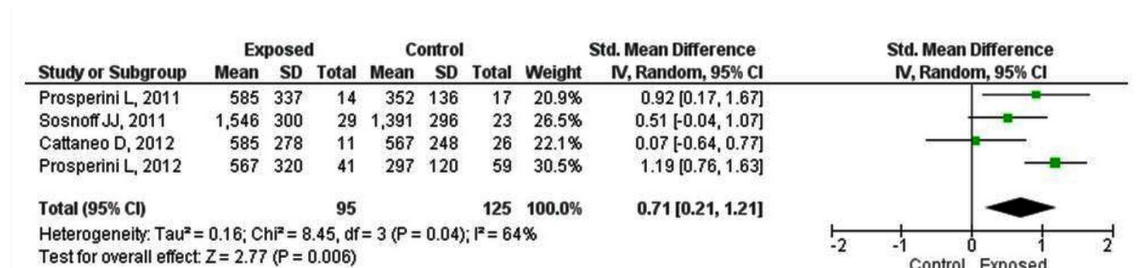 Exposed Control Std. Mean Difference Std. Mean Difference
Study or Subgroup Mean SD Total Mean SD Total Weight IV, Random, 95% CI IV, Random, 95% CI
Prosperini L, 2011 585 337 14 352 136 17 20.9% 0.92 [0.17, 1.67]
Sosnoff JJ, 2011 1,546 300 29 1,391 296 23 26.5% 0.51 [-0.04, 1.07]
Cattaneo D, 2012 585 278 11 567 248 26 22.1% 0.07 [-0.64, 0.77]
Prosperini L, 2012 567 320 41 297 120 59 30.5% 1.19 [0.76, 1.63]
Total (95% CI) 95 125 100.0% 0.71 [0.21, 1.21]
Heterogeneity: Tau² = 0.16; Chi² = 8.45, df = 3 (P = 0.04); I² = 64%
Test for overall effect: Z = 2.77 (P = 0.006)
-2 -1 0 1 2
Control Exposed